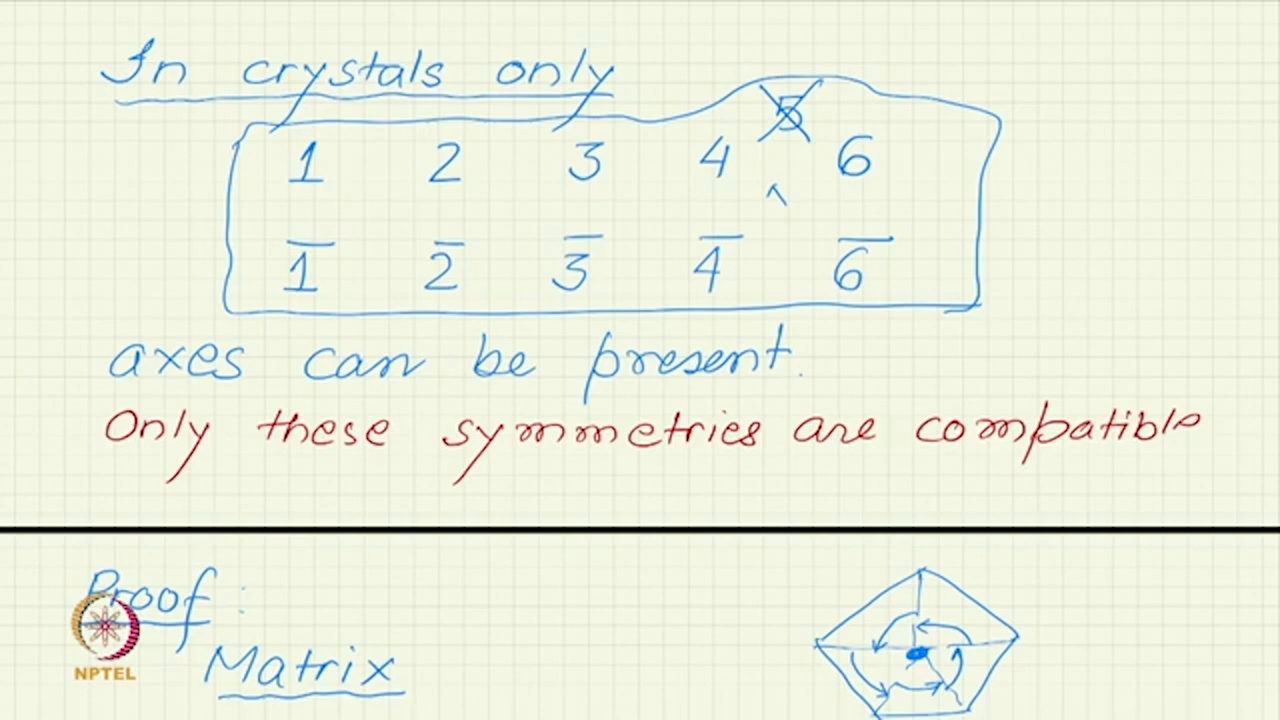 In crystals only
5
1 2 3 4 6
^
1̅ 2̅ 3̅ 4̅ 6̅
axes can be present.
Only these symmetries are compatible
Proof :
Matrix
NPTEL